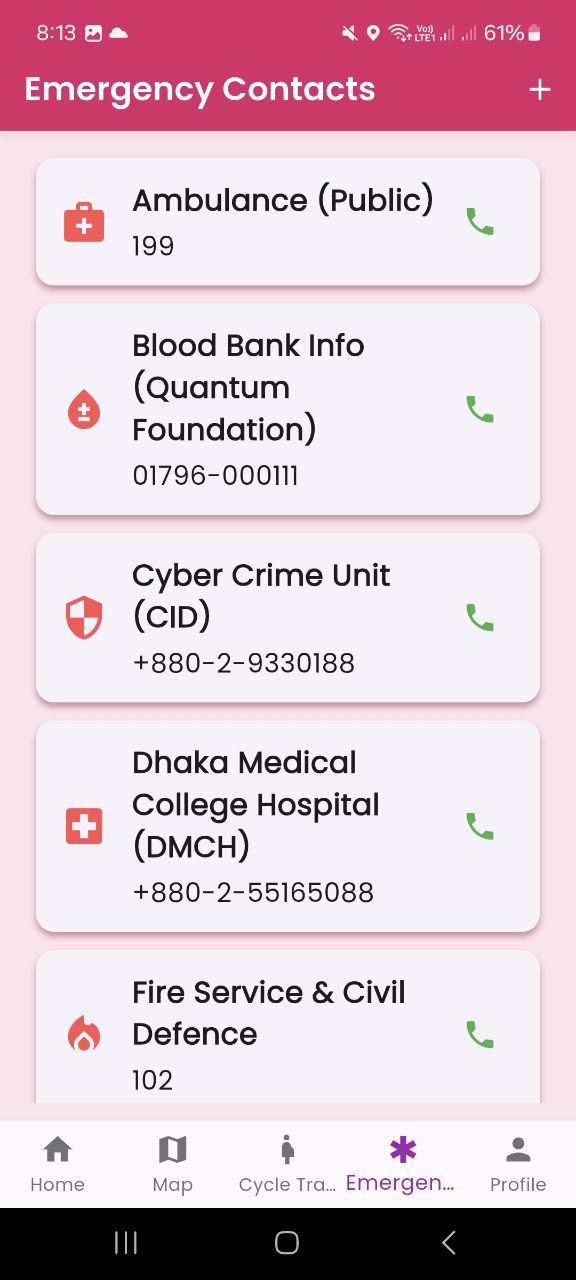 8:13
Vo))
LTE1
61%
Emergency Contacts
+
Ambulance (Public)
199
Blood Bank Info
(Quantum
Foundation)
01796-000111
Cyber Crime Unit
(CID)
+880-2-9330188
Dhaka Medical
College Hospital
(DMCH)
+880-2-55165088
Fire Service & Civil
Defence
102
Home
Map
Cycle Tra...
Emergen...
Profile